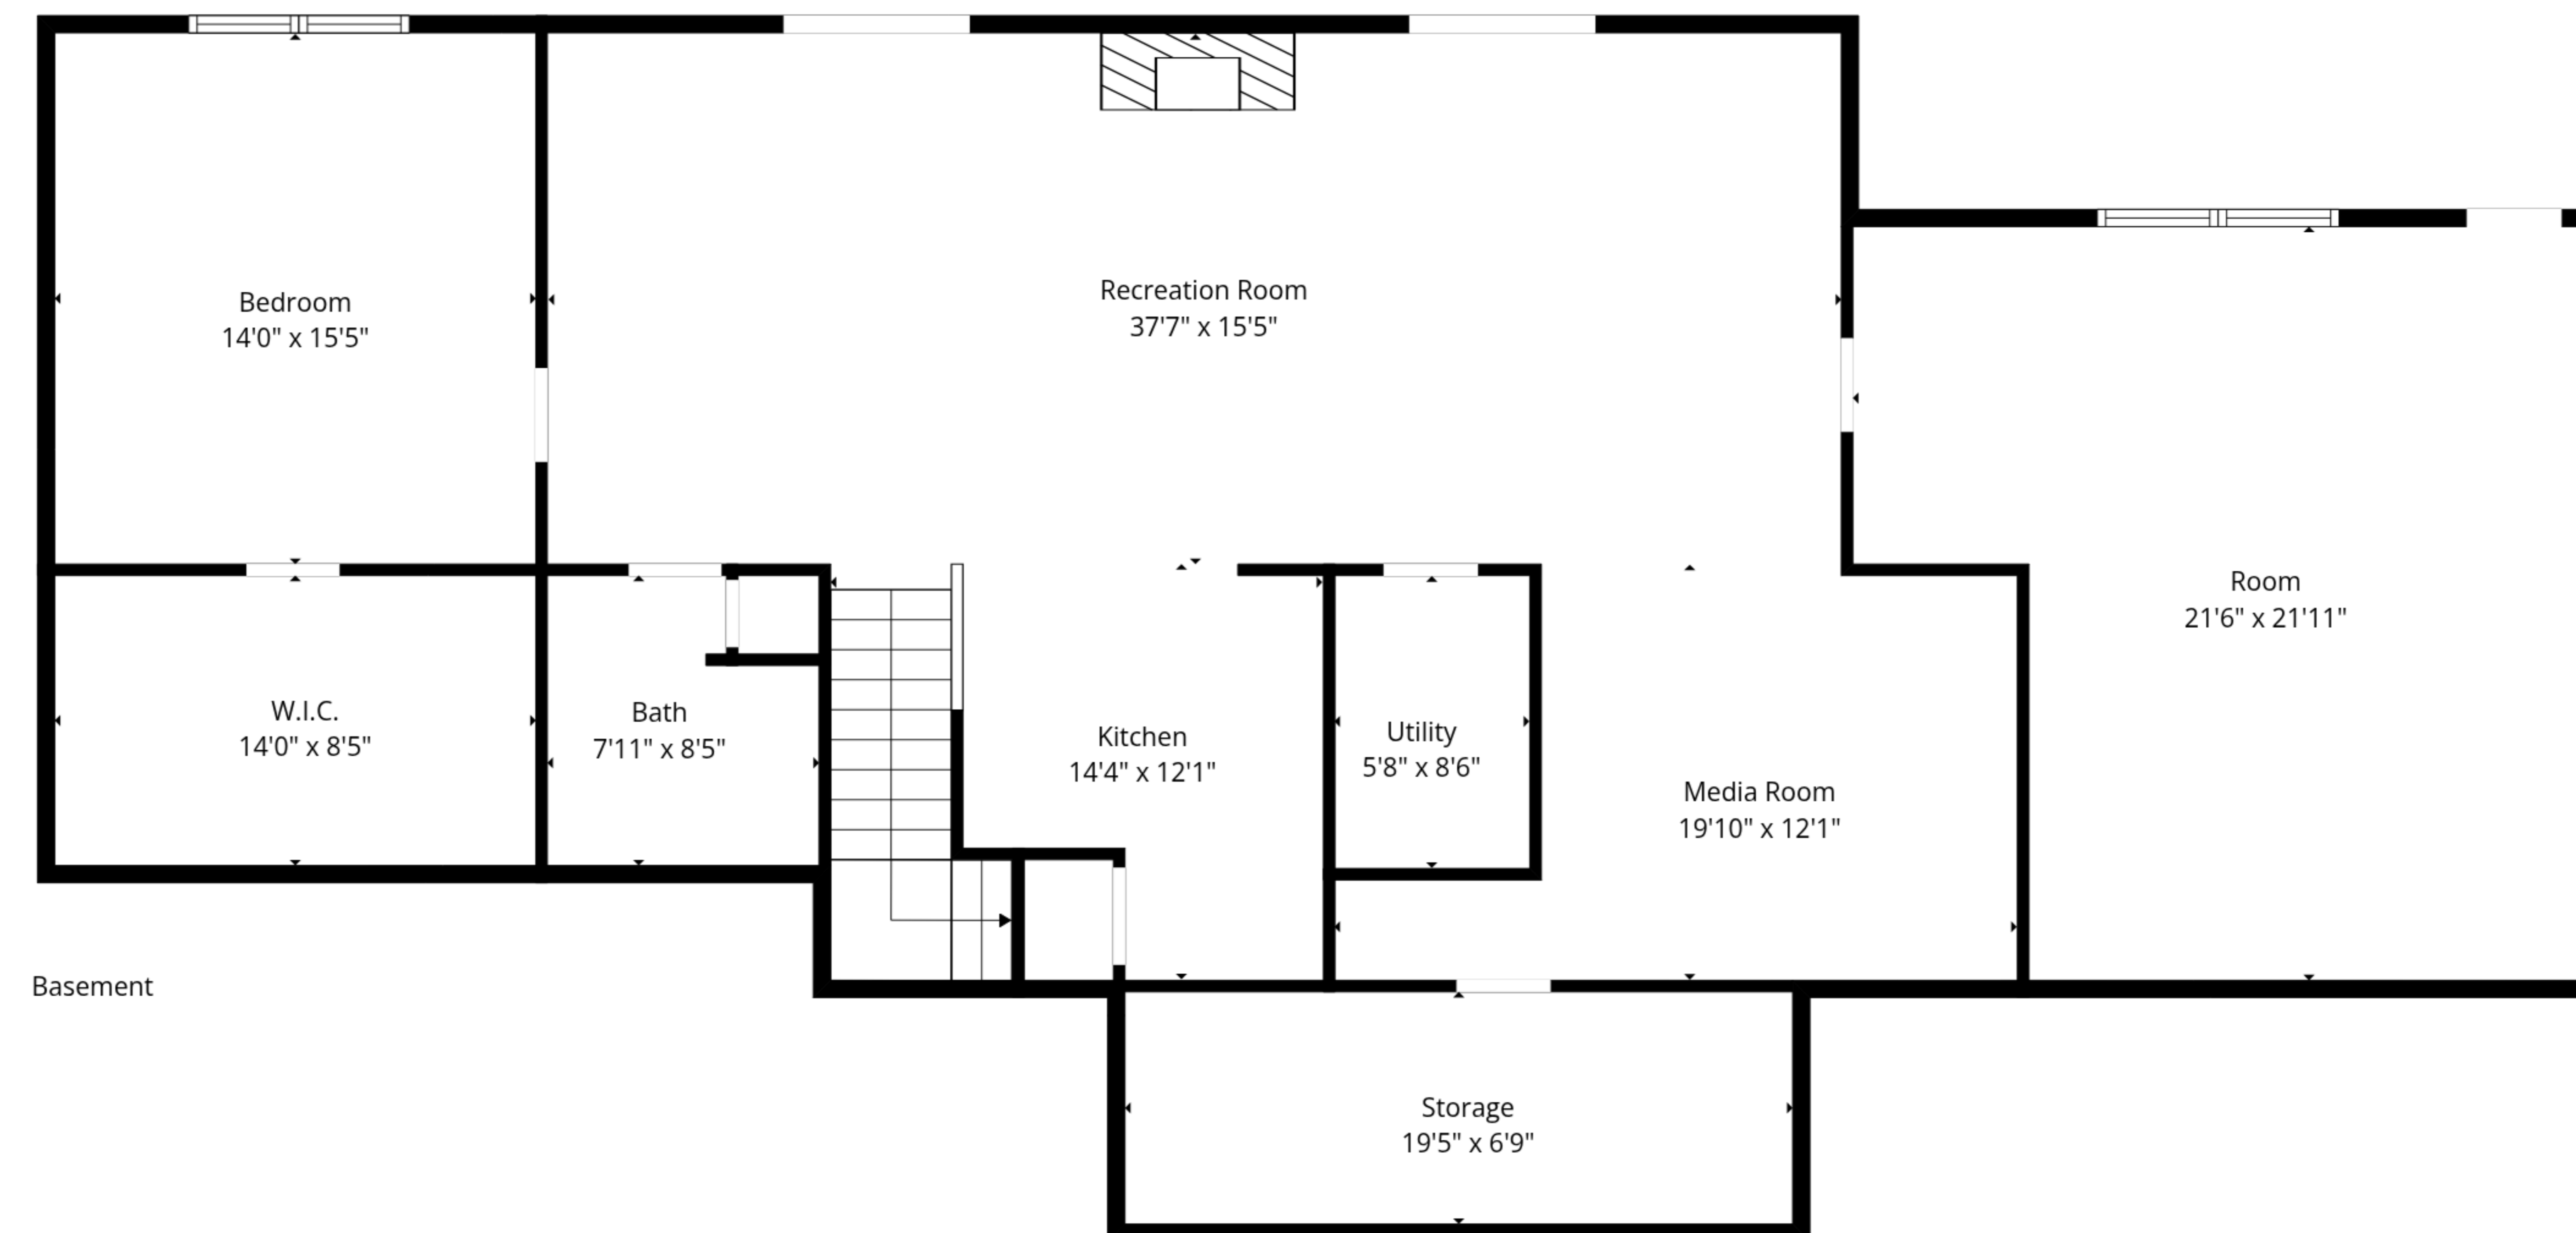 Bedroom
14'0" x 15'5"
Recreation Room
37'7" x 15'5"
Room
21'6" x 21'11"
W.I.C.
14'0" x 8'5"
Bath
7'11" x 8'5"
Kitchen
14'4" x 12'1"
Utility
5'8" x 8'6"
Media Room
19'10" x 12'1"
Basement
Storage
19'5" x 6'9"